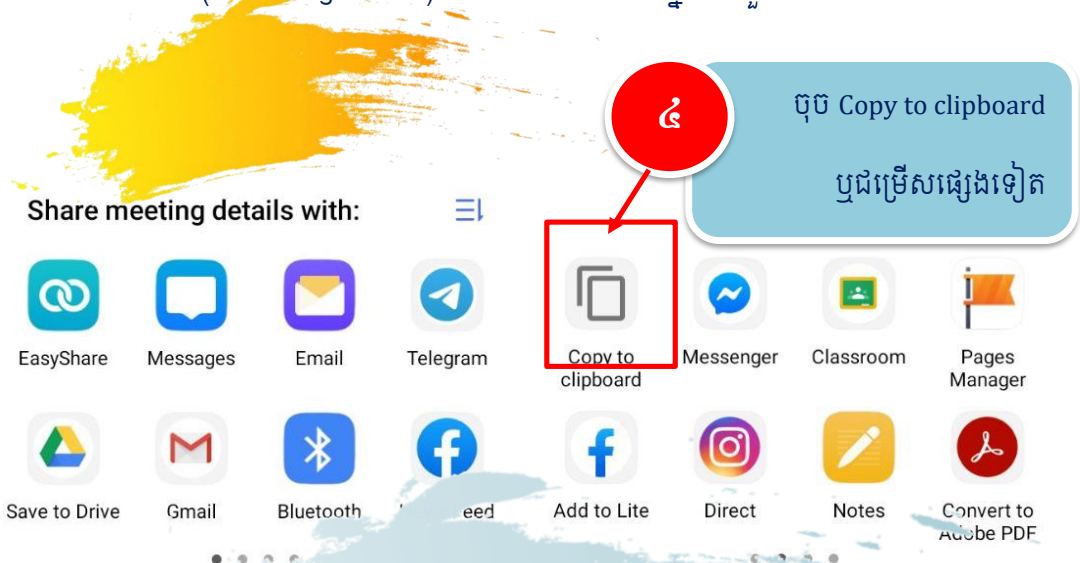 ៤
ចុច Copy to clipboard
ឬជម្រើសផ្សេងទៀត
Share meeting details with:
EasyShare Messages Email Telegram Copy to clipboard Messenger Classroom Pages Manager
Save to Drive Gmail Bluetooth eed Add to Lite Direct Notes Convert to Adobe PDF